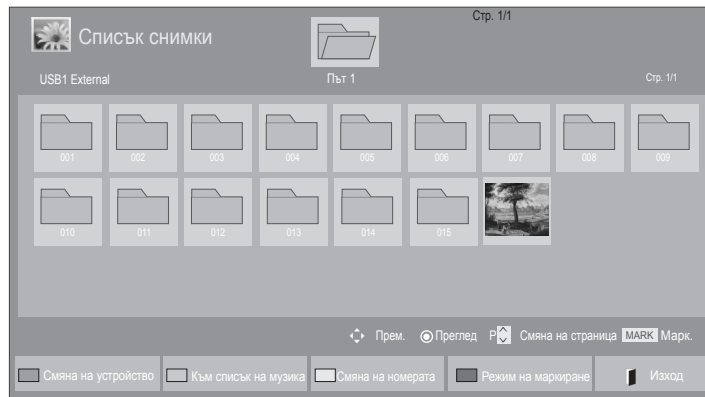 Стр. 1/1
Списък снимки
USB1 External
Път 1
Стр. 1/1
001 002 003 004 005 006 007 008 009
010 011 012 013 014 015
Прем. Преглед P Смяна на страница MARK Марк.
Смяна на устройство Към списък на музика Смяна на номерата Режим на маркиране Изход